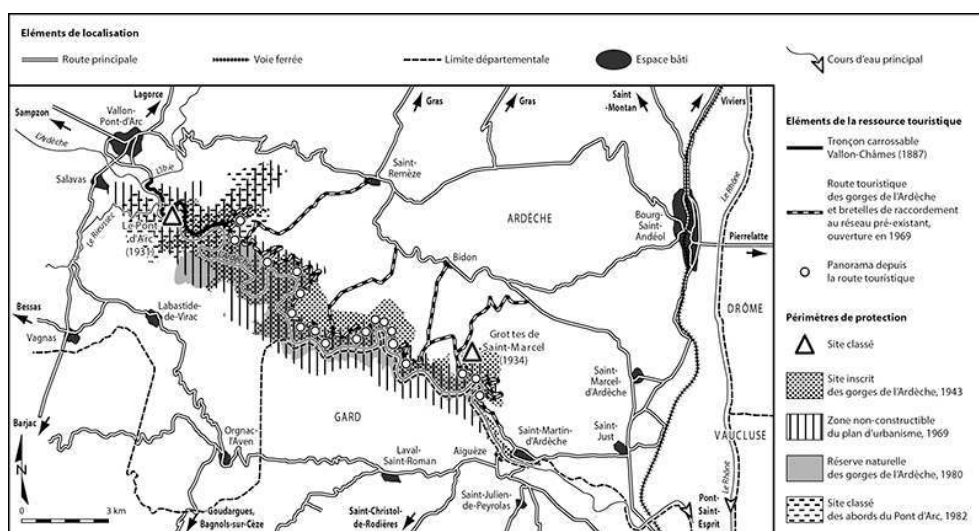 Eléments de localisation
Route principale
Voie ferrée
Limite départementale
Espace bâti
Cours d'eau principal
Eléments de la ressource touristique
Tronçon carrossable
Vallon-Châmes (1887)
Route touristique
des gorges de l'Ardèche
et bretelles de raccordement
au réseau pré-existant,
ouverture en 1969
Panorama depuis
la route touristique
Périmètres de protection
Site classé
Site inscrit
des gorges de l'Ardèche, 1943
Zone non-constructible
du plan d'urbanisme, 1969
Réserve naturelle
des gorges de l'Ardèche, 1980
Site classé
des abords du Pont d'Arc, 1982
Lagorce
Sampzon
Vallon-
Pont-d'Arc
L'Ardèche
L'Ibie
Salavas
Le Rieussec
Le Pont
d'Arc
(1931)
Gras
Gras
Saint
-Montan
Viviers
Saint-
Remèze
ARDÈCHE
Le Rhône
Bourg-
Saint-
Andéol
Pierrelatte
Bidon
DRÔME
Bessas
Vagnas
Labastide-
de-Virac
Grottes de
Saint-Marcel
(1934)
Saint-
Marcel-
d'Ardèche
GARD
Barjac
Orgnac-
l'Aven
Laval-
Saint-Roman
Aiguèze
Saint-Martin-
d'Ardèche
Saint-
Just
VAUCLUSE
Le Rhône
N
0
3 km
Goudargues,
Bagnols-sur-Cèze
Saint-Christol-
de-Rodières
Saint-Julien-
de-Peyrolas
Pont-
Saint-
Esprit